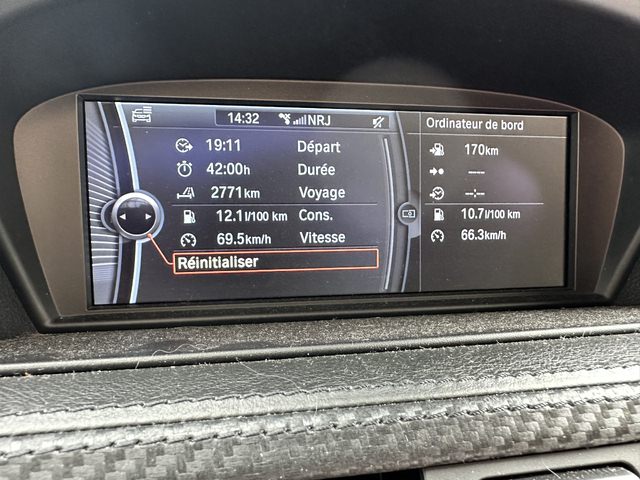 14:32 NRJ
19:11 Départ
42:00h Durée
2771km Voyage
12.1l/100 km Cons.
69.5km/h Vitesse
Réinitialiser
Ordinateur de bord
170km
----
--:--
10.7l/100 km
66.3km/h